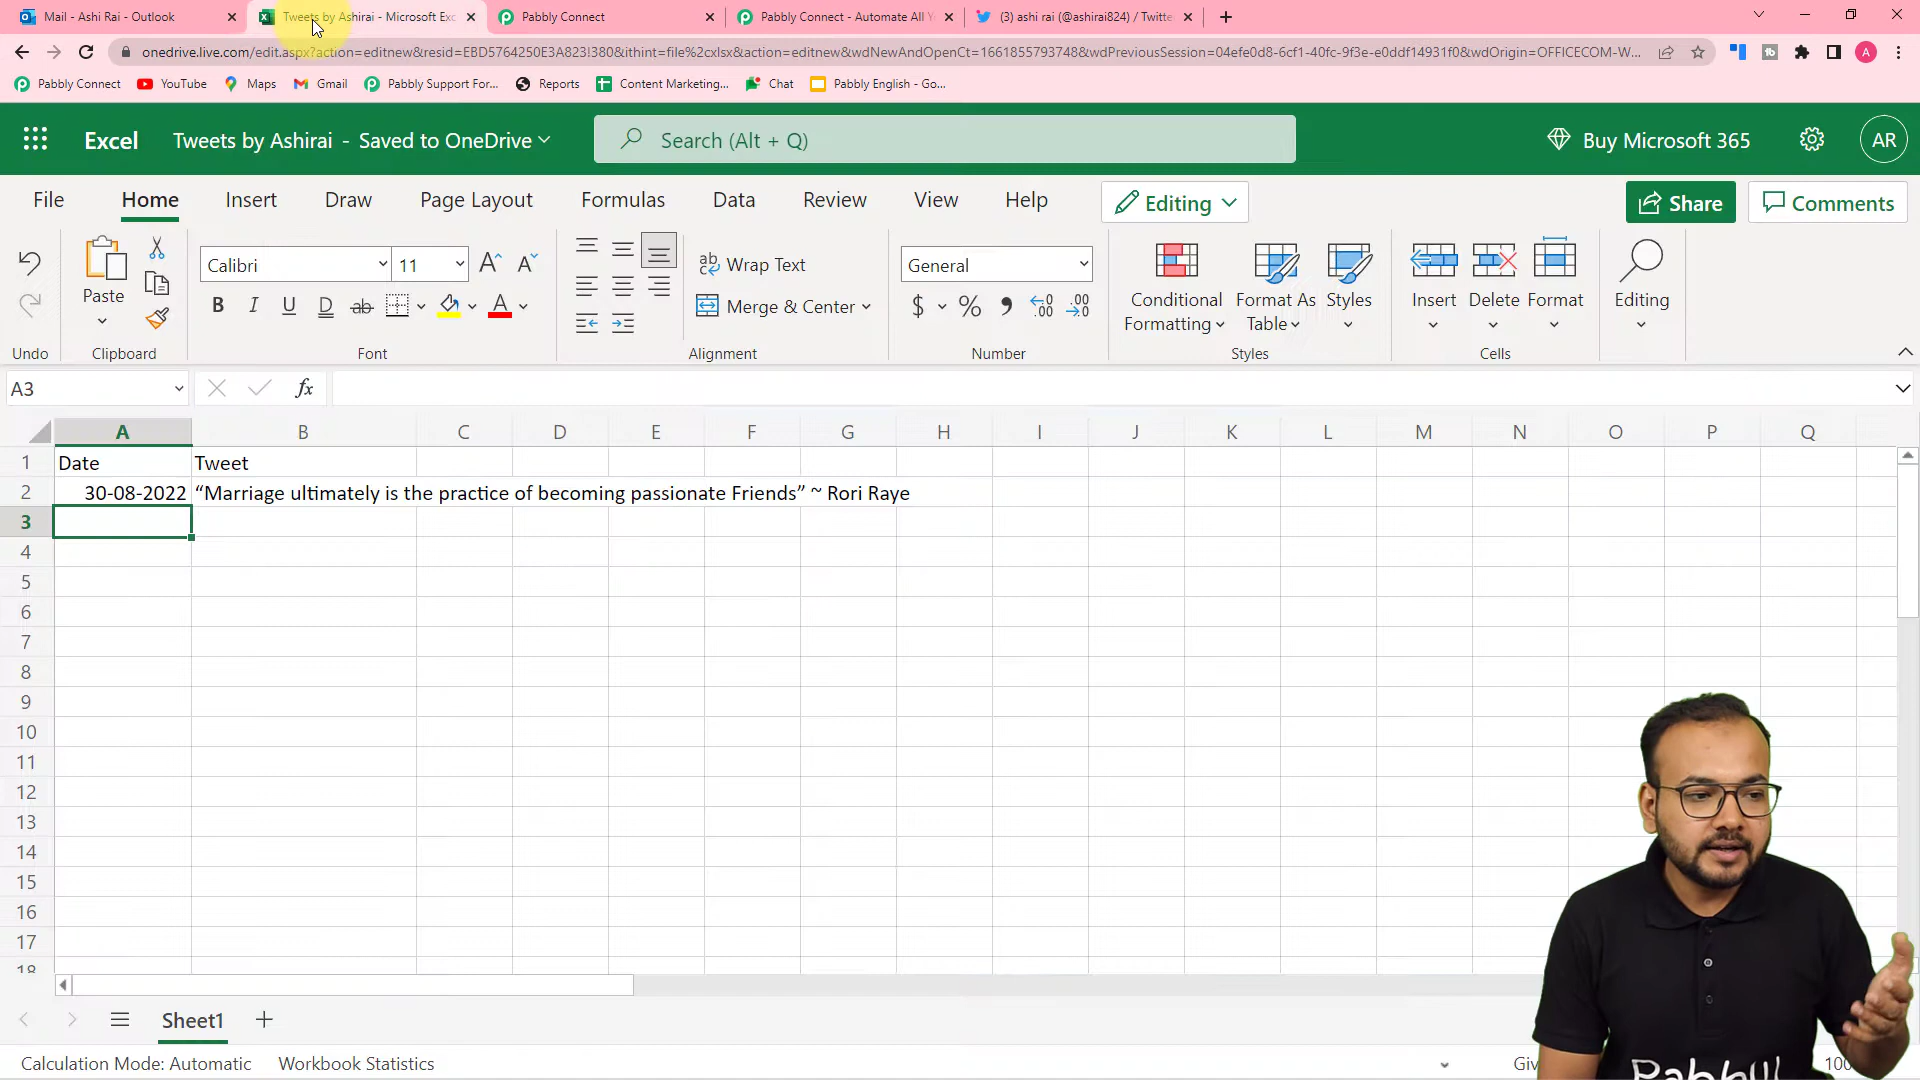 Mail - Ashi Rai - Outlook
Tweets by Ashirai - Microsoft Exc
Pabbly Connect
Pabbly Connect - Automate All Y
(3) ashi rai (@ashirai824) / Twitte
onedrive.live.com/edit.aspx?action=editnew&resid=EBD5764250E3A823!380&ithint=file%2cxlsx&action=editnew&wdNewAndOpenCt=1661855793748&wdPreviousSession=04efe0d8-6cf1-40fc-9f3e-e0ddf14931f0&wdOrigin=OFFICECOM-W...
A
Pabbly Connect
YouTube
Maps
Gmail
Pabbly Support For...
Reports
Content Marketing...
Chat
Pabbly English - Go...
Excel
Tweets by Ashirai - Saved to OneDrive
Search (Alt + Q)
Buy Microsoft 365
AR
File
Home
Insert
Draw
Page Layout
Formulas
Data
Review
View
Help
Editing
Share
Comments
Paste
Calibri
11
Wrap Text
Merge & Center
General
Conditional
Formatting
Format As
Table
Styles
Insert
Delete
Format
Editing
Undo
Clipboard
Font
Alignment
Number
Styles
Cells
A3
fx
A B C D E F G H I J K L M N O P Q
1 Date Tweet
2 30-08-2022 “Marriage ultimately is the practice of becoming passionate Friends” ~ Rori Raye
3
4
5
6
7
8
9
10
11
12
13
14
15
16
17
18
Sheet1
Calculation Mode: Automatic
Workbook Statistics
Pabbly